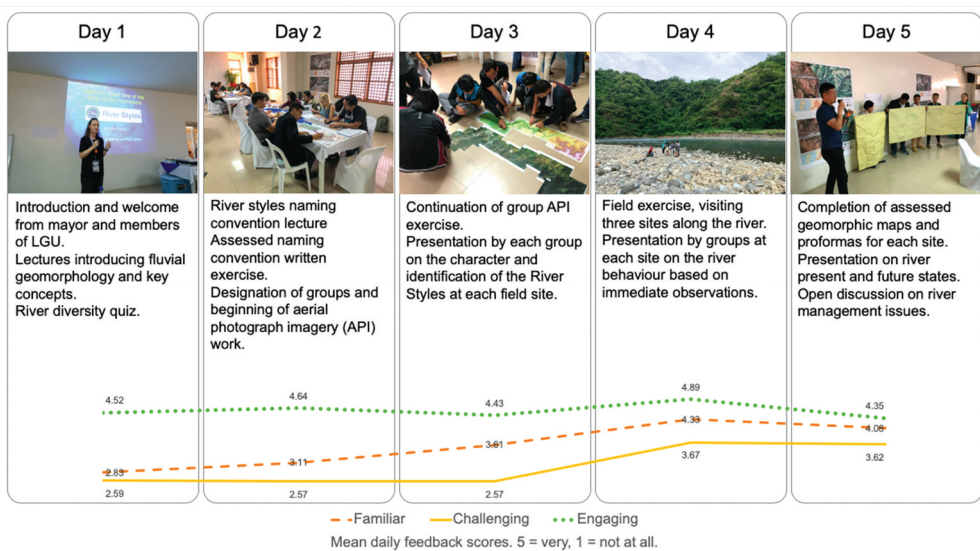 Day 1
River Styles
Introduction and welcome
from mayor and members
of LGU.
Lectures introducing fluvial
geomorphology and key
concepts.
River diversity quiz.
Day 2
River styles naming
convention lecture
Assessed naming
convention written
exercise.
Designation of groups and
beginning of aerial
photograph imagery (API)
work.
Day 3
Continuation of group API
exercise.
Presentation by each group
on the character and
identification of the River
Styles at each field site.
Day 4
Field exercise, visiting
three sites along the river.
Presentation by groups at
each site on the river
behaviour based on
immediate observations.
Day 5
Completion of assessed
geomorphic maps and
proformas for each site.
Presentation on river
present and future states.
Open discussion on river
management issues.
4.52
4.64
4.43
4.89
4.35
2.83
3.11
3.61
4.33
4.08
2.59
2.57
2.57
3.67
3.62
Familiar Challenging Engaging
Mean daily feedback scores. 5 = very, 1 = not at all.